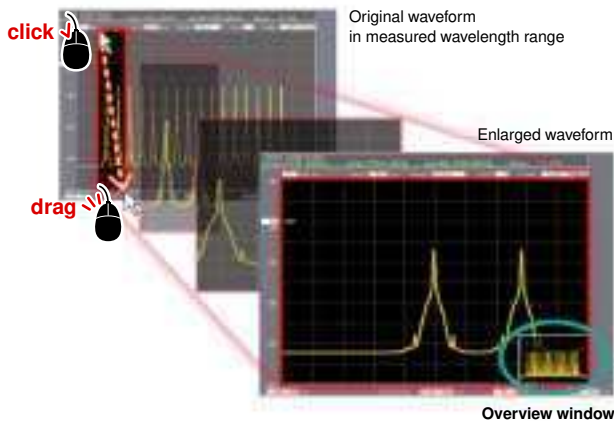 click
Original waveform
in measured wavelength range
Enlarged waveform
drag
Overview window